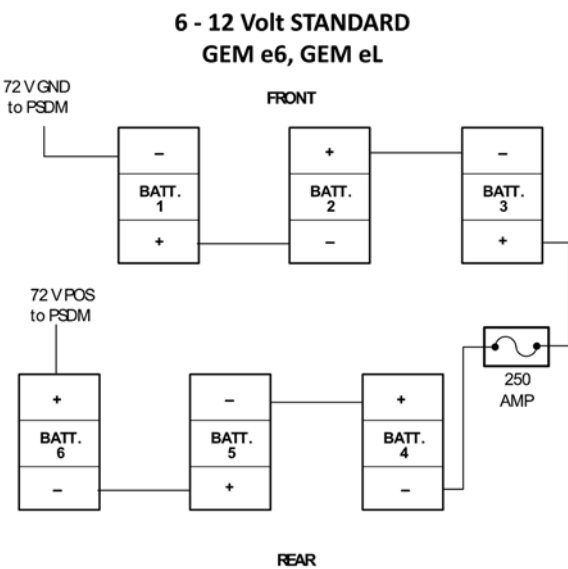 6 - 12 Volt STANDARD
GEM e6, GEM eL
72 V GND
to PSDM
FRONT
–
+
–
BATT.
1
BATT.
2
BATT.
3
+
–
+
72 V POS
to PSDM
250
AMP
+
–
+
BATT.
6
BATT.
5
BATT.
4
–
+
–
REAR